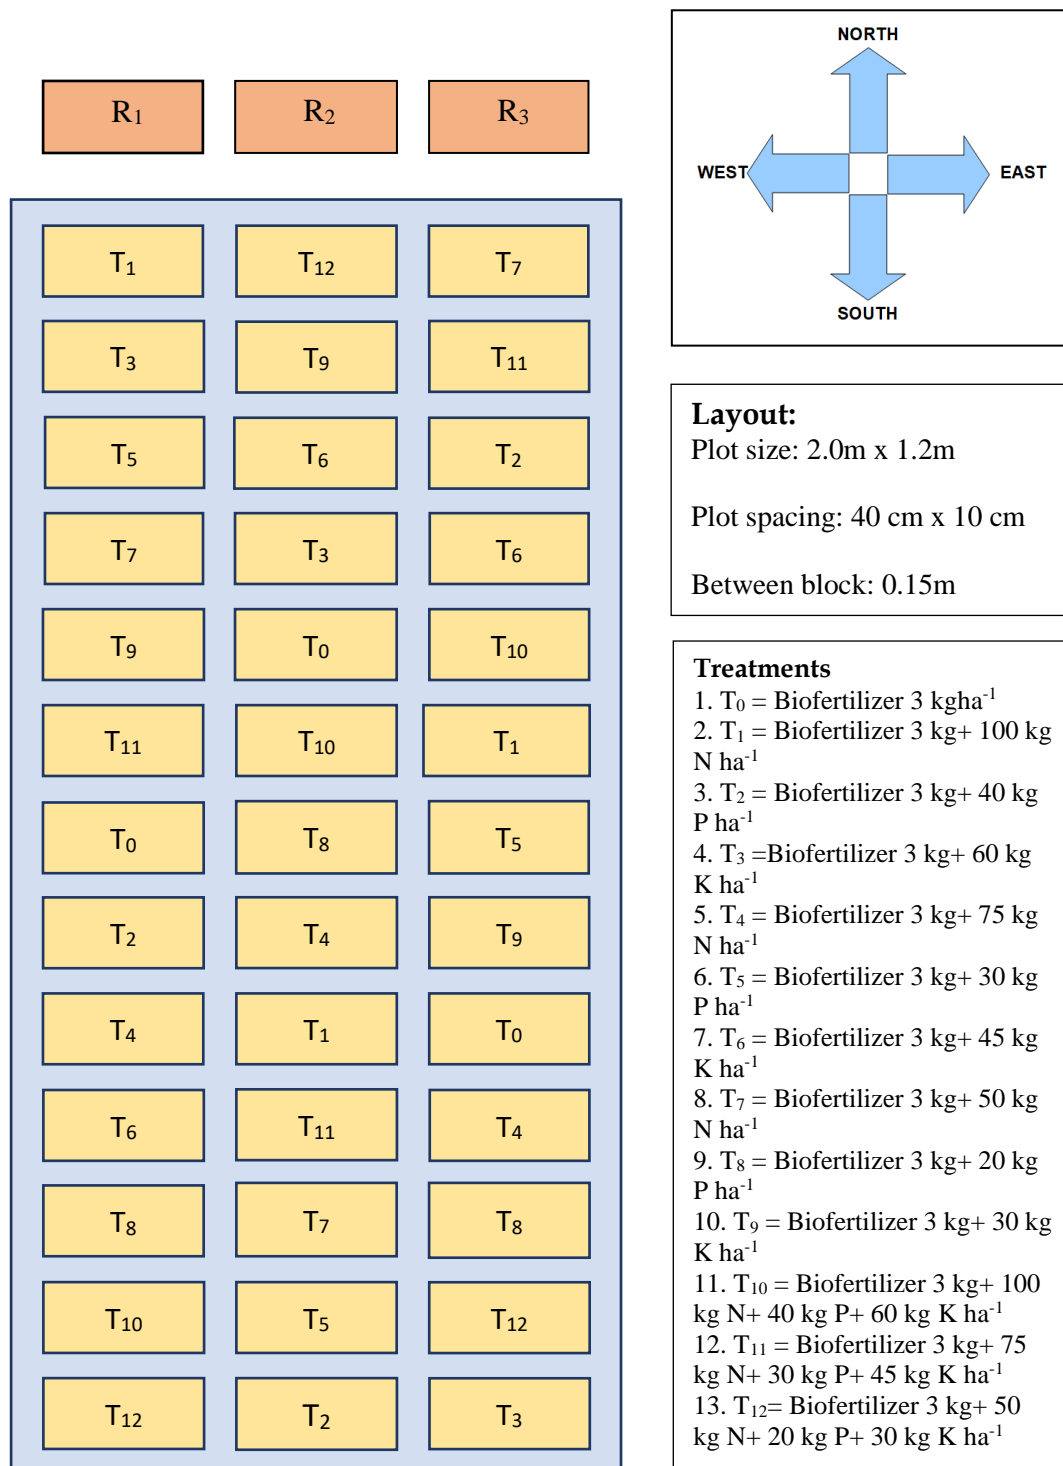 R₁ R₂ R₃
T₁ T₁₂ T₇
T₃ T₉ T₁₁
T₅ T₆ T₂
T₇ T₃ T₆
T₉ T₀ T₁₀
T₁₁ T₁₀ T₁
T₀ T₈ T₅
T₂ T₄ T₉
T₄ T₁ T₀
T₆ T₁₁ T₄
T₈ T₇ T₈
T₁₀ T₅ T₁₂
T₁₂ T₂ T₃
NORTH
WEST EAST
SOUTH
Layout:
Plot size: 2.0m x 1.2m
Plot spacing: 40 cm x 10 cm
Between block: 0.15m
Treatments
1. T₀ = Biofertilizer 3 kgha⁻¹
2. T₁ = Biofertilizer 3 kg+ 100 kg
N ha⁻¹
3. T₂ = Biofertilizer 3 kg+ 40 kg
P ha⁻¹
4. T₃ =Biofertilizer 3 kg+ 60 kg
K ha⁻¹
5. T₄ = Biofertilizer 3 kg+ 75 kg
N ha⁻¹
6. T₅ = Biofertilizer 3 kg+ 30 kg
P ha⁻¹
7. T₆ = Biofertilizer 3 kg+ 45 kg
K ha⁻¹
8. T₇ = Biofertilizer 3 kg+ 50 kg
N ha⁻¹
9. T₈ = Biofertilizer 3 kg+ 20 kg
P ha⁻¹
10. T₉ = Biofertilizer 3 kg+ 30 kg
K ha⁻¹
11. T₁₀ = Biofertilizer 3 kg+ 100
kg N+ 40 kg P+ 60 kg K ha⁻¹
12. T₁₁ = Biofertilizer 3 kg+ 75
kg N+ 30 kg P+ 45 kg K ha⁻¹
13. T₁₂= Biofertilizer 3 kg+ 50
kg N+ 20 kg P+ 30 kg K ha⁻¹